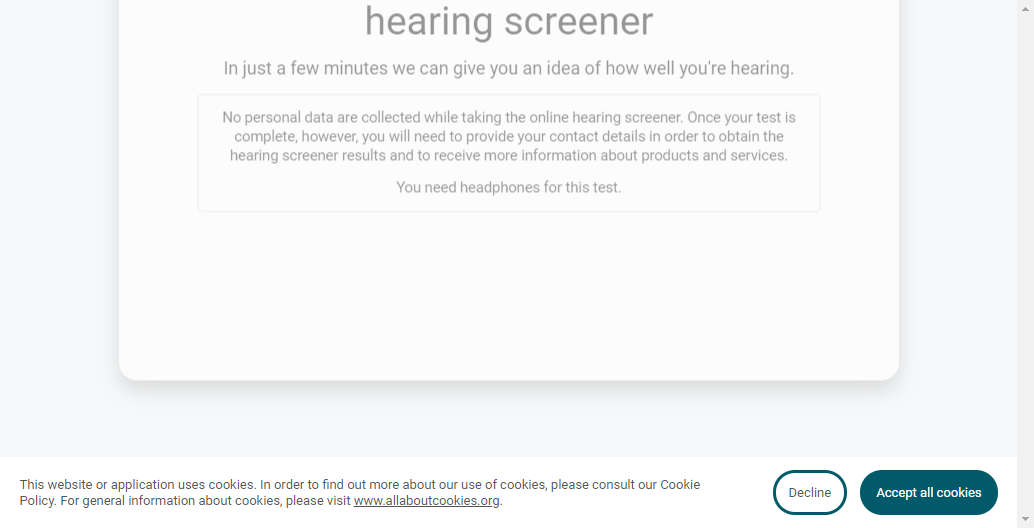 hearing screener
In just a few minutes we can give you an idea of how well you're hearing.
No personal data are collected while taking the online hearing screener. Once your test is
complete, however, you will need to provide your contact details in order to obtain the
hearing screener results and to receive more information about products and services.
You need headphones for this test.
This website or application uses cookies. In order to find out more about our use of cookies, please consult our Cookie
Policy. For general information about cookies, please visit www.allaboutcookies.org.
Decline
Accept all cookies